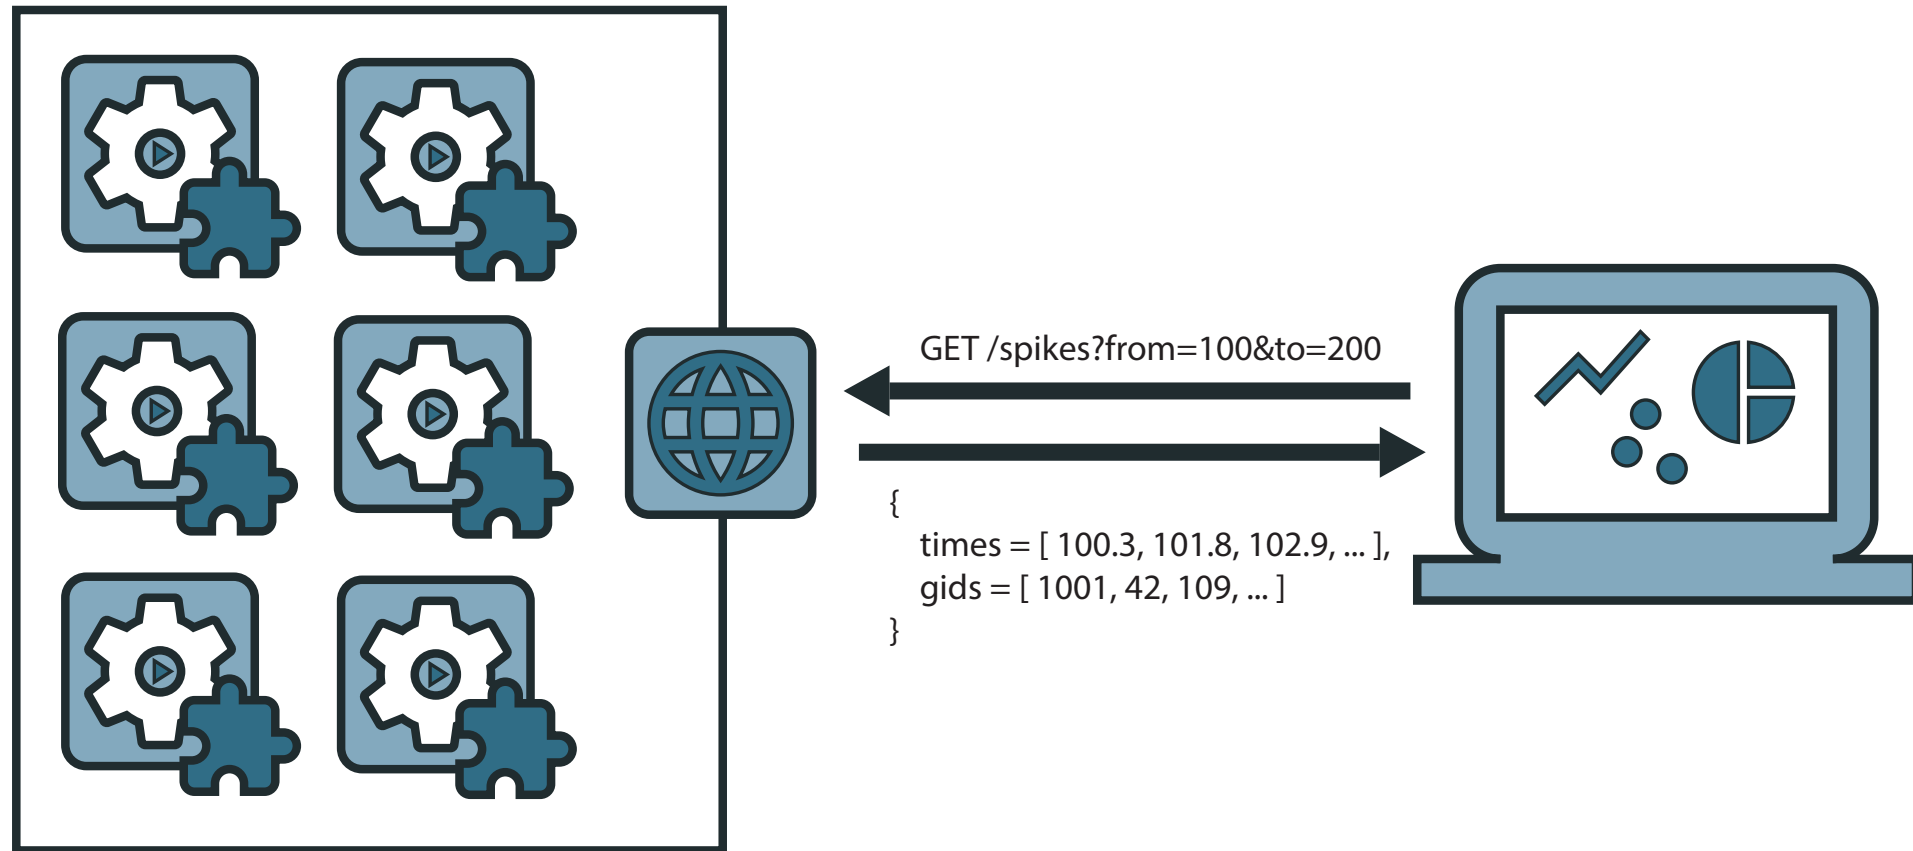 GET /spikes?from=100&to=200
{
times = [ 100.3, 101.8, 102.9, ... ],
gids = [ 1001, 42, 109, ... ]
}